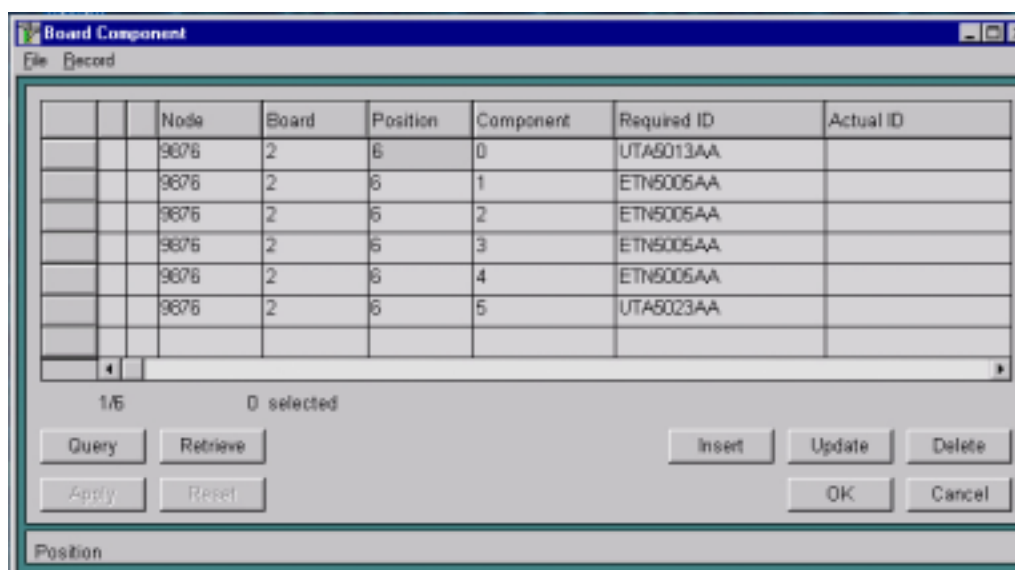 Board Component
File Record
Node Board Position Component Required ID Actual ID
9876 2 6 0 UTA5013AA
9876 2 6 1 ETN5005AA
9876 2 6 2 ETN5005AA
9876 2 6 3 ETN5005AA
9876 2 6 4 ETN5005AA
9876 2 6 5 UTA5023AA
1/6 0 selected
Query Retrieve Insert Update Delete
Apply Reset OK Cancel
Position